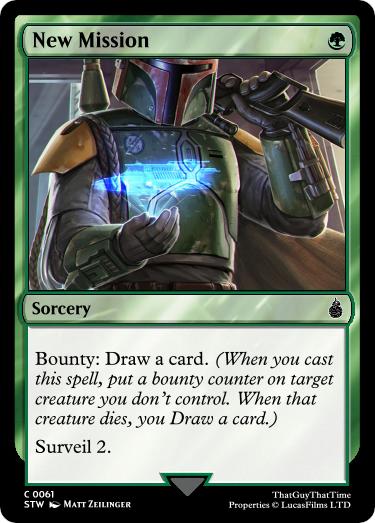 New Mission
Sorcery
Bounty: Draw a card. (When you cast
this spell, put a bounty counter on target
creature you don't control. When that
creature dies, you Draw a card.)
Surveil 2.
C 0061
STW Matt Zeilinger
ThatGuyThatTime
Properties © LucasFilms LTD